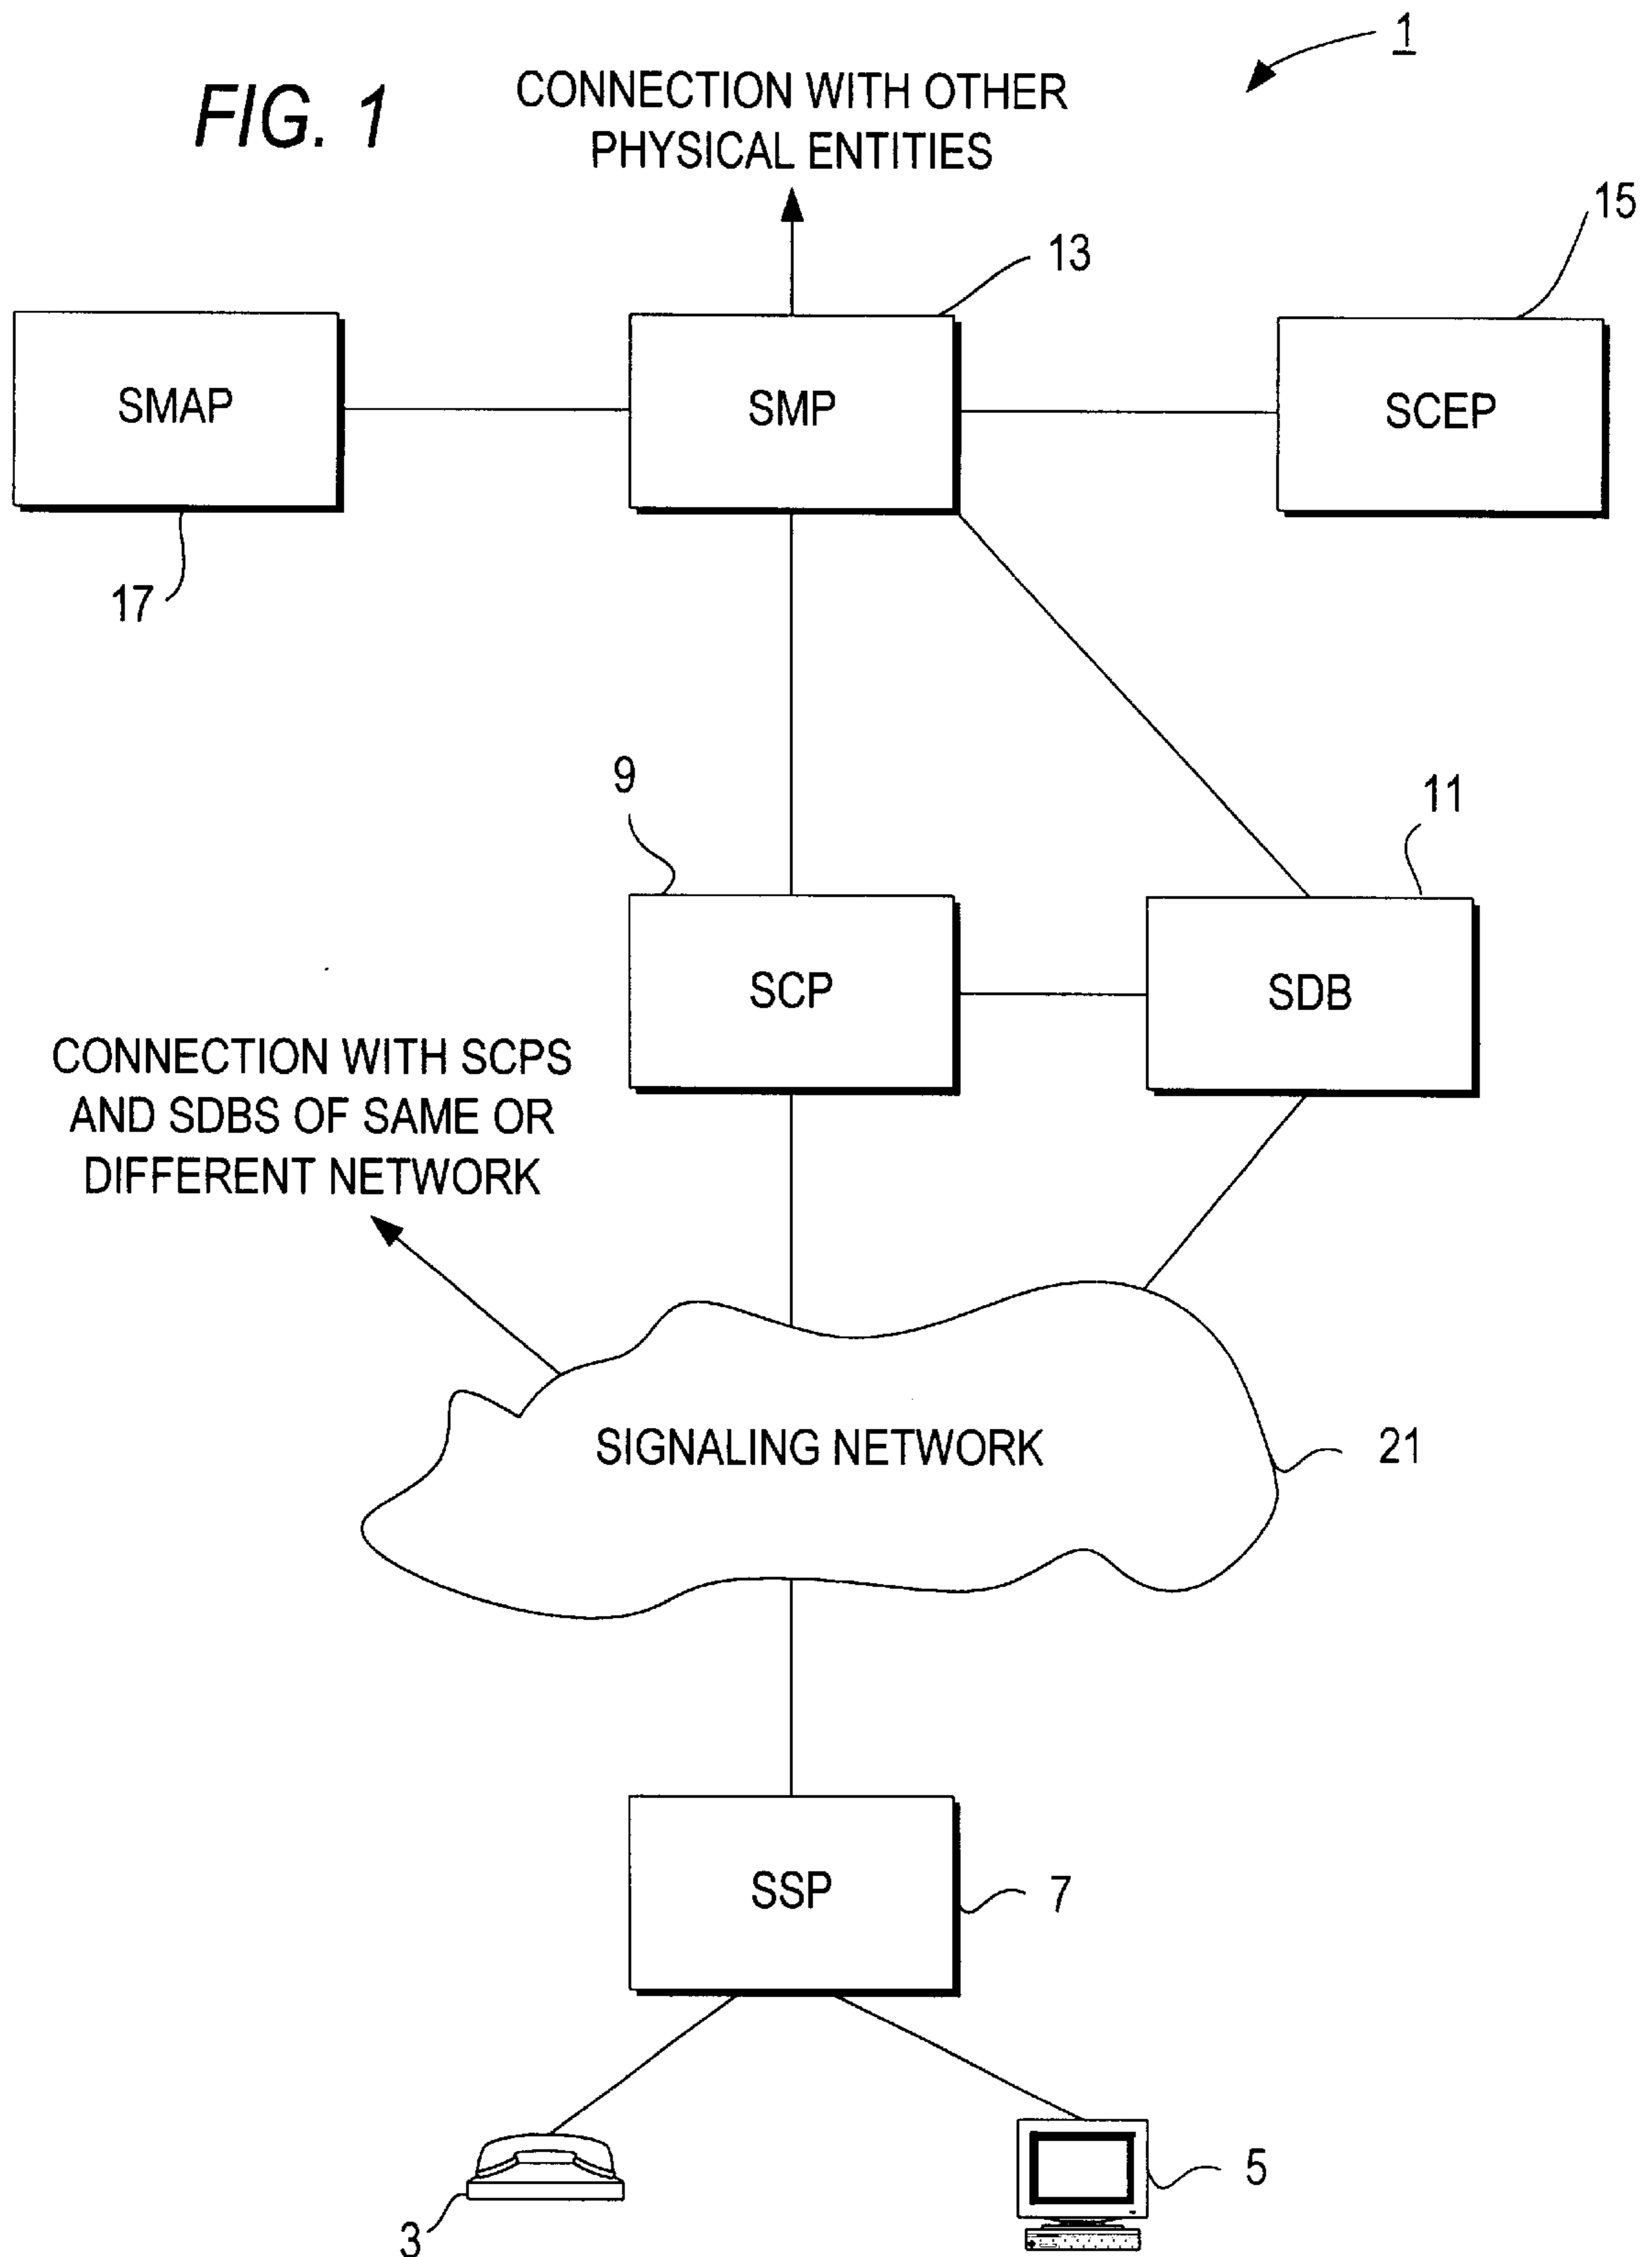 1
FIG. 1
CONNECTION WITH OTHER
PHYSICAL ENTITIES
15
13
SMAP
SMP
SCEP
17
9
11
SCP
SDB
CONNECTION WITH SCPS
AND SDBS OF SAME OR
DIFFERENT NETWORK
SIGNALING NETWORK
21
SSP
7
5
3